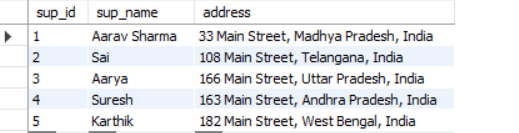 sup_id sup_name address
1 Aarav Sharma 33 Main Street, Madhya Pradesh, India
2 Sai 108 Main Street, Telangana, India
3 Aarya 166 Main Street, Uttar Pradesh, India
4 Suresh 163 Main Street, Andhra Pradesh, India
5 Karthik 182 Main Street, West Bengal, India